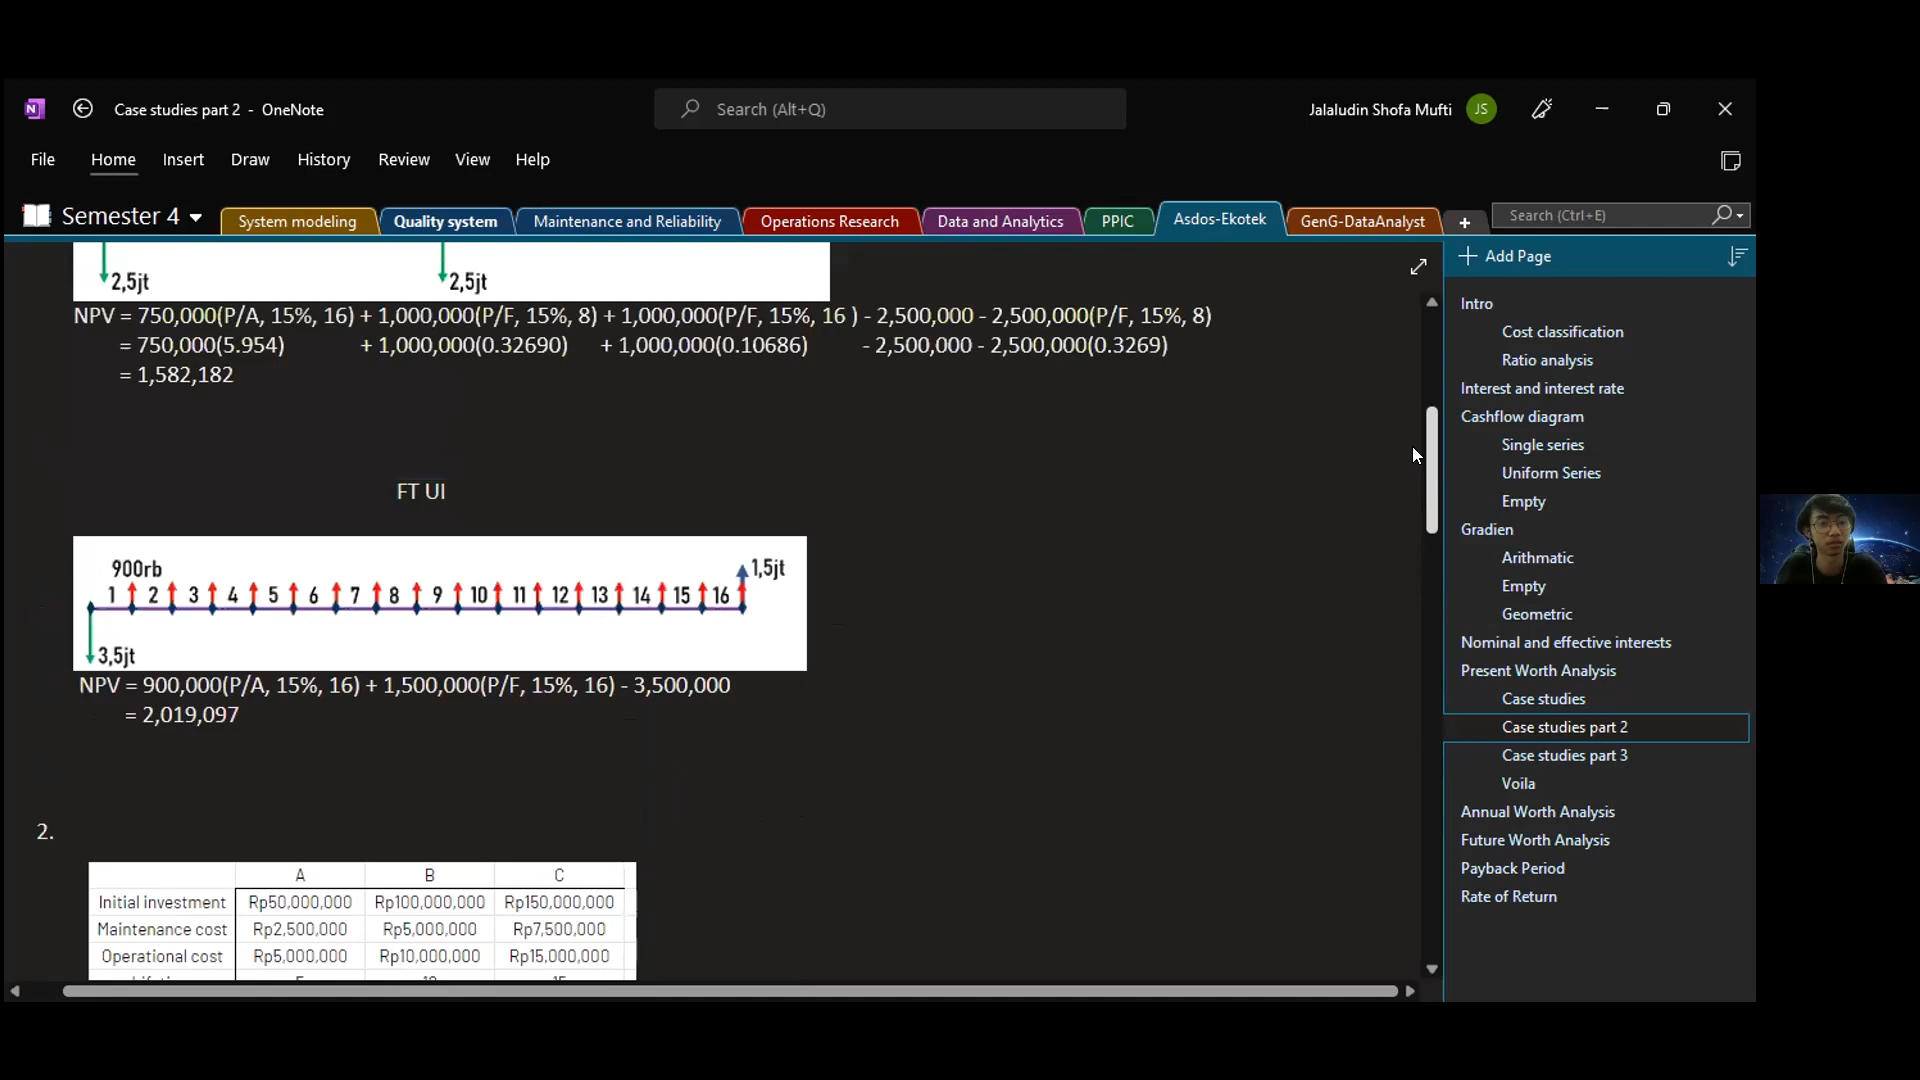 Case studies part 2 - OneNote
Search (Alt+Q)
Jalaludin Shofa Mufti
JS
File Home Insert Draw History Review View Help
Semester 4
System modeling
Quality system
Maintenance and Reliability
Operations Research
Data and Analytics
PPIC
Asdos-Ekotek
GenG-DataAnalyst
+
Search (Ctrl+E)
Add Page
2,5jt 2,5jt
NPV = 750,000(P/A, 15%, 16) + 1,000,000(P/F, 15%, 8) + 1,000,000(P/F, 15%, 16 ) - 2,500,000 - 2,500,000(P/F, 15%, 8)
= 750,000(5.954) + 1,000,000(0.32690) + 1,000,000(0.10686) - 2,500,000 - 2,500,000(0.3269)
= 1,582,182
FT UI
900rb 1,5jt
1 2 3 4 5 6 7 8 9 10 11 12 13 14 15 16
3,5jt
NPV = 900,000(P/A, 15%, 16) + 1,500,000(P/F, 15%, 16) - 3,500,000
= 2,019,097
2.
A B C
Initial investment Rp50,000,000 Rp100,000,000 Rp150,000,000
Maintenance cost Rp2,500,000 Rp5,000,000 Rp7,500,000
Operational cost Rp5,000,000 Rp10,000,000 Rp15,000,000
Intro
Cost classification
Ratio analysis
Interest and interest rate
Cashflow diagram
Single series
Uniform Series
Empty
Gradien
Arithmatic
Empty
Geometric
Nominal and effective interests
Present Worth Analysis
Case studies
Case studies part 2
Case studies part 3
Voila
Annual Worth Analysis
Future Worth Analysis
Payback Period
Rate of Return